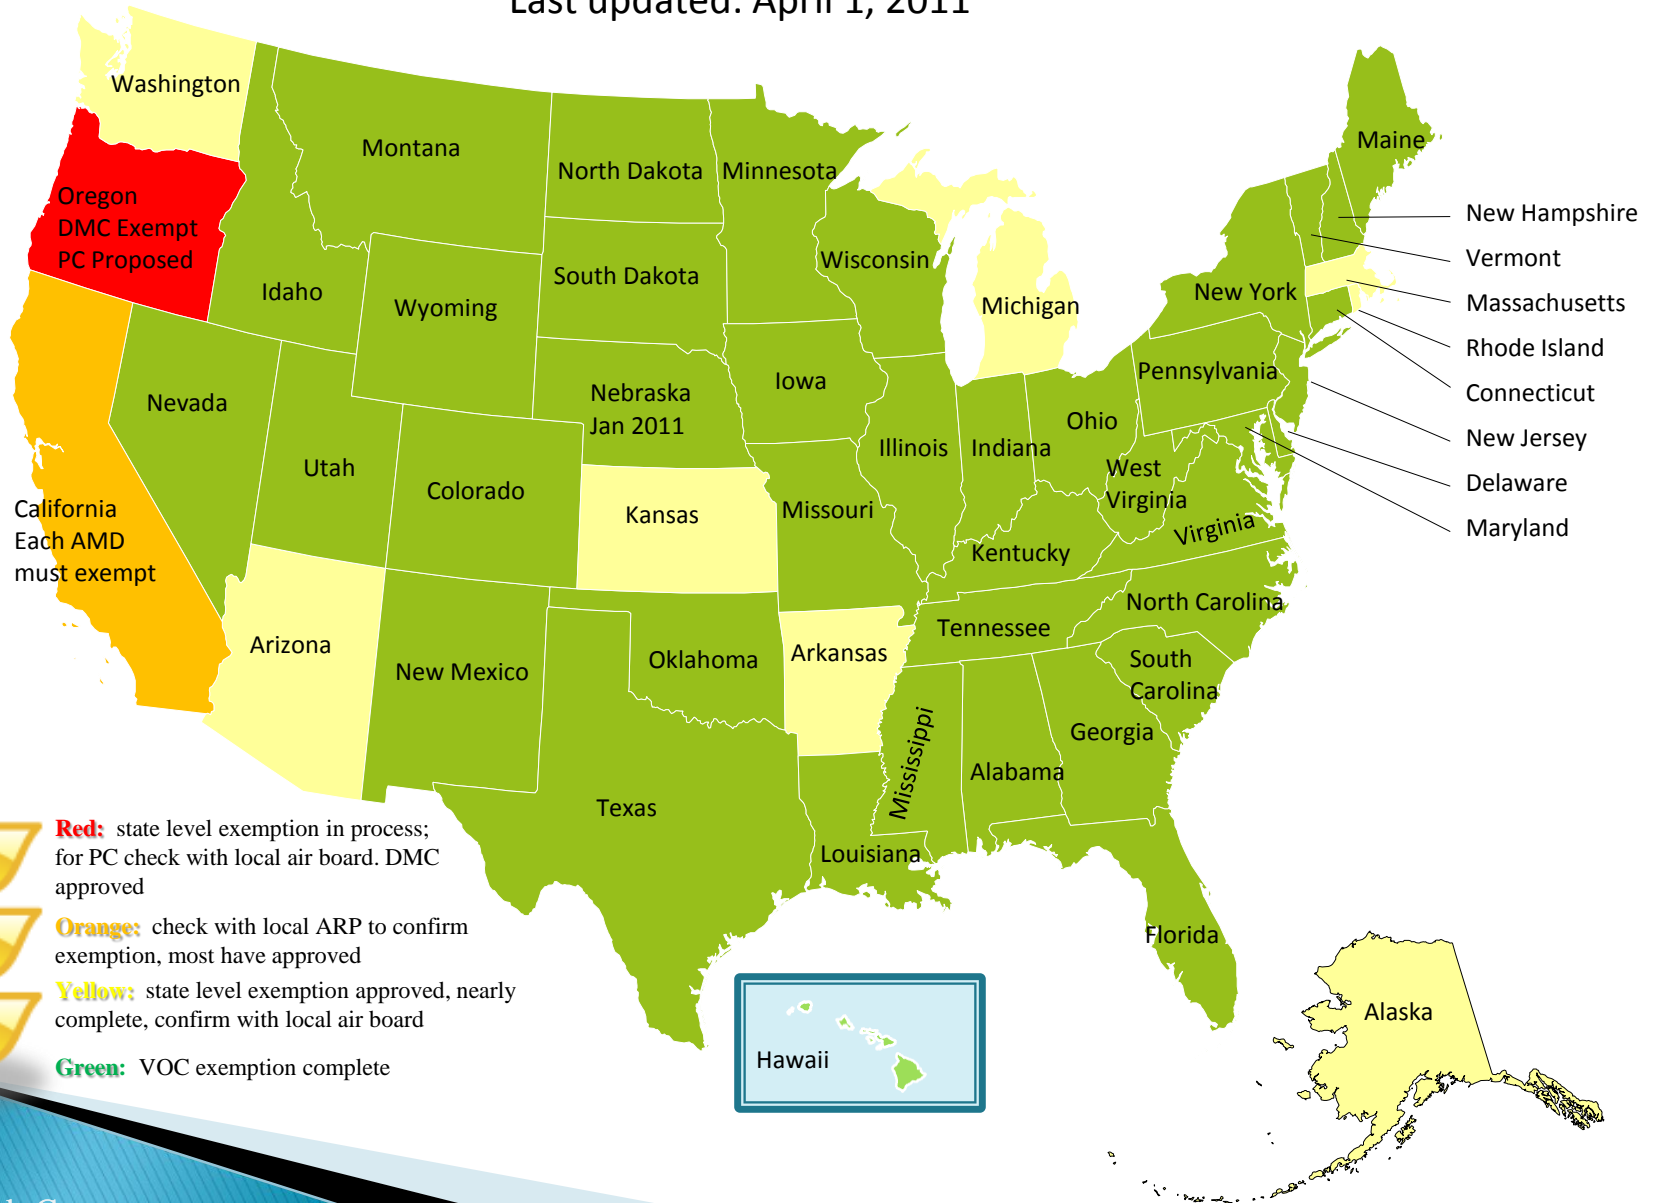 Last updated: April 1, 2011
Washington
Montana
North Dakota
Minnesota
Maine
Oregon
DMC Exempt
PC Proposed
Idaho
Wyoming
South Dakota
Wisconsin
Michigan
New York
New Hampshire
Vermont
Massachusetts
Rhode Island
Connecticut
New Jersey
Delaware
Maryland
Nevada
Utah
Colorado
Nebraska
Jan 2011
Iowa
Illinois
Indiana
Ohio
Pennsylvania
West
Virginia
Virginia
California
Each AMD
must exempt
Kansas
Missouri
Kentucky
Arizona
New Mexico
Oklahoma
Arkansas
Tennessee
North Carolina
South
Carolina
Georgia
Alabama
Mississippi
Texas
Louisiana
Florida
Hawaii
Alaska
Red: state level exemption in process;
for PC check with local air board. DMC
approved
Orange: check with local ARP to confirm
exemption, most have approved
Yellow: state level exemption approved, nearly
complete, confirm with local air board
Green: VOC exemption complete